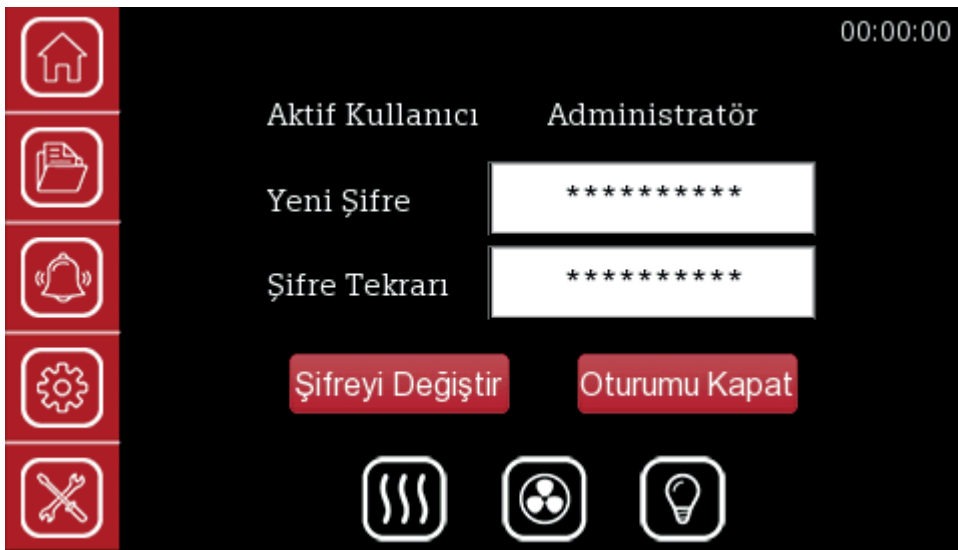 00:00:00
Aktif Kullanıcı Administratör
Yeni Şifre **********
Şifre Tekrarı **********
Şifreyi Değiştir Oturumu Kapat